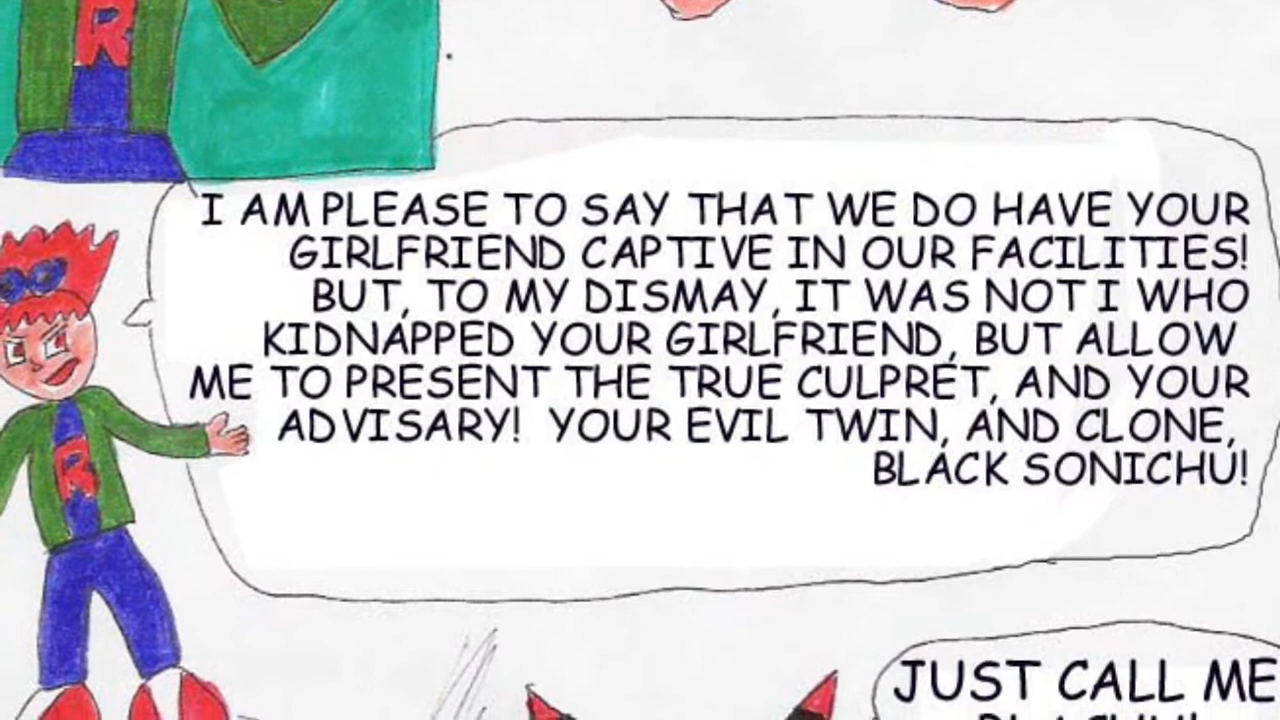 R
I AM PLEASE TO SAY THAT WE DO HAVE YOUR
GIRLFRIEND CAPTIVE IN OUR FACILITIES!
BUT, TO MY DISMAY, IT WAS NOT I WHO
KIDNAPPED YOUR GIRLFRIEND, BUT ALLOW
ME TO PRESENT THE TRUE CULPRET, AND YOUR
ADVISARY! YOUR EVIL TWIN, AND CLONE,
BLACK SONICHU!
R
JUST CALL ME